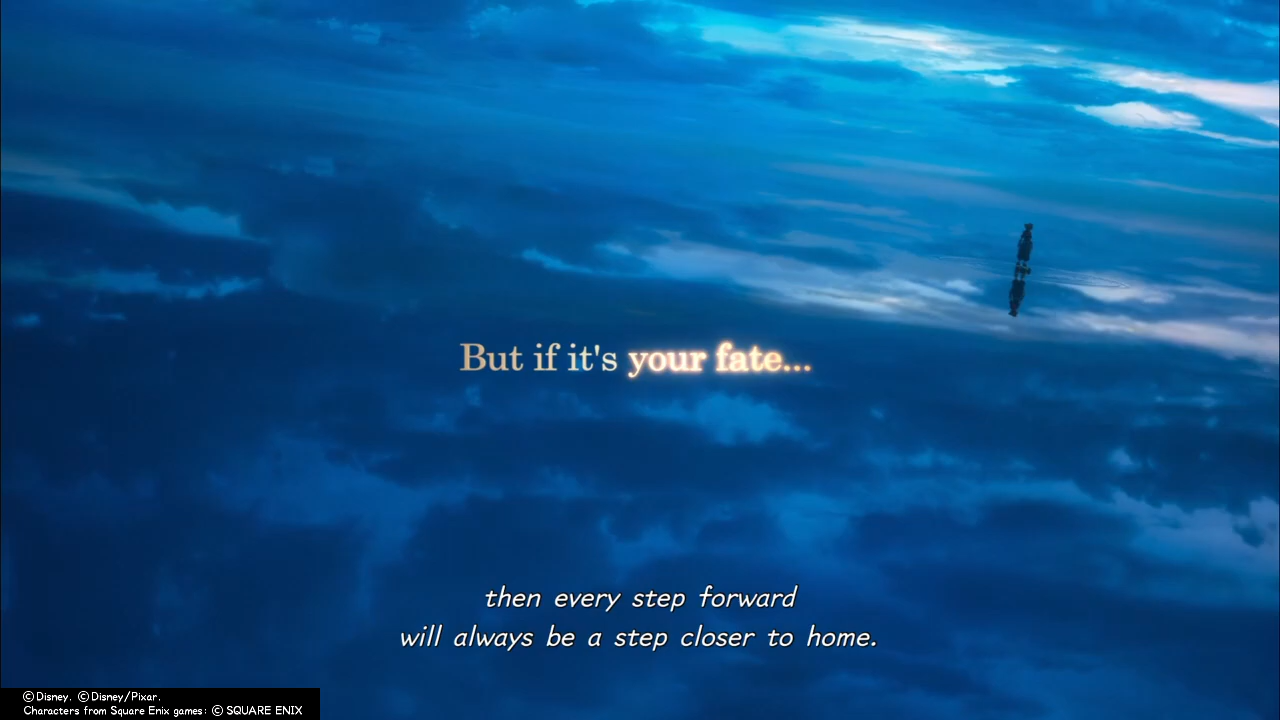 But if it's your fate...
then every step forward
will always be a step closer to home.
©Disney. ©Disney/Pixar.
Characters from Square Enix games: © SQUARE ENIX